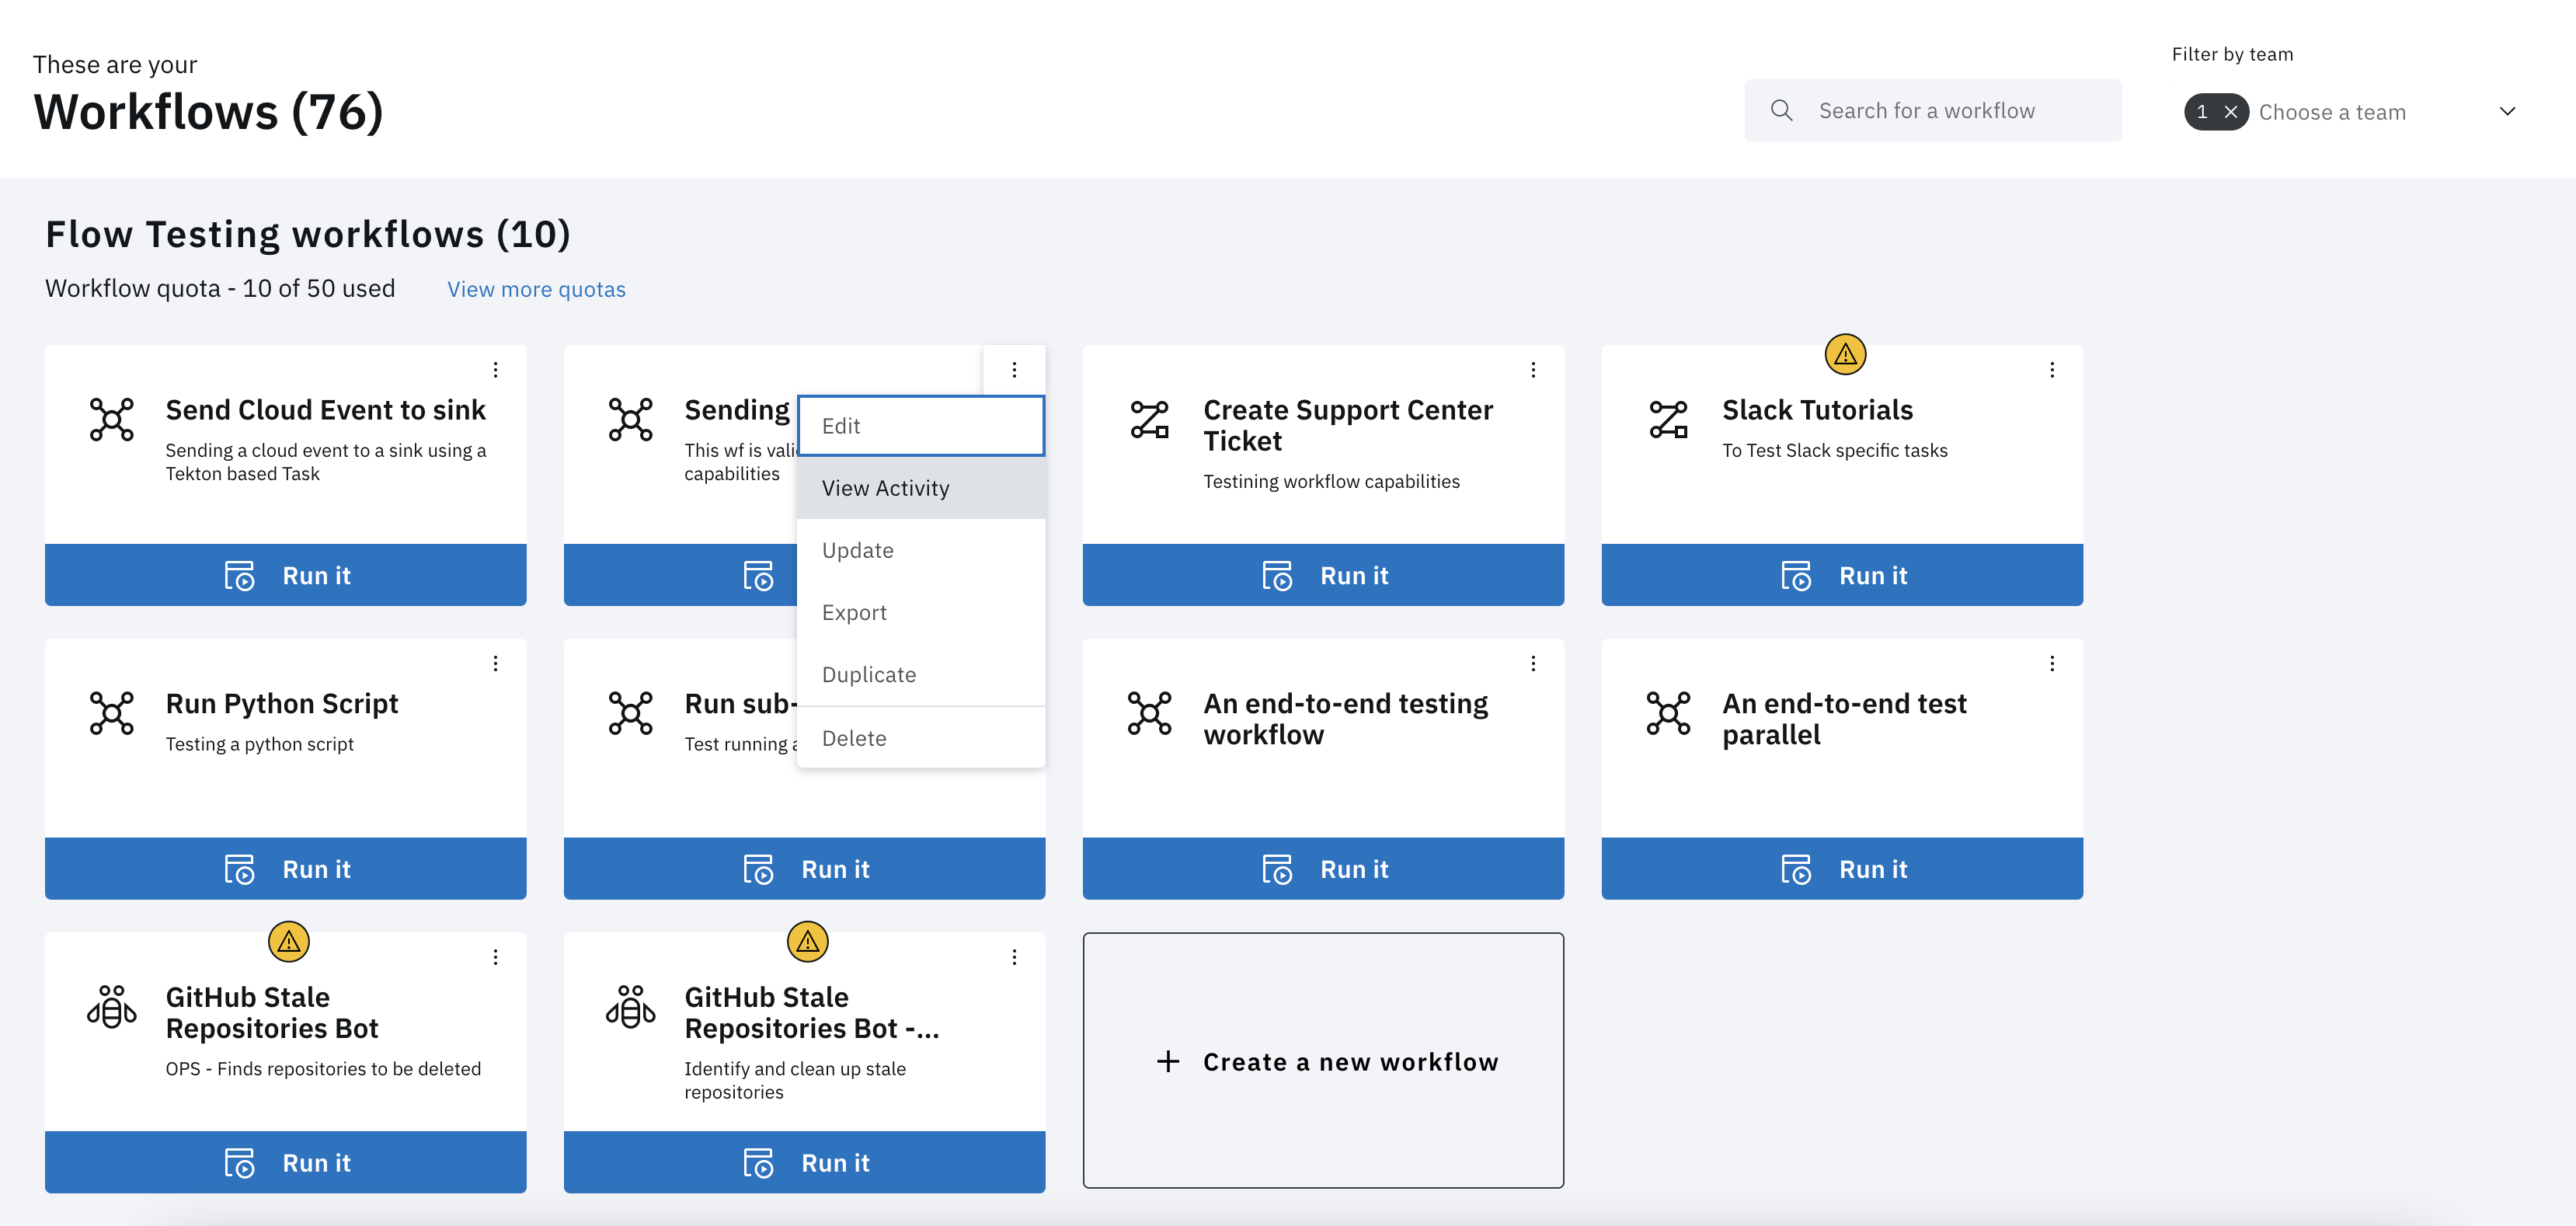 These are your
Workflows (76)
Search for a workflow
Filter by team
1
Choose a team
Flow Testing workflows (10)
Workflow quota - 10 of 50 used
View more quotas
Send Cloud Event to sink
Sending a cloud event to a sink using a
Tekton based Task
Run it
Sending
This wf is
capabilities
Edit
View Activity
Update
Export
Duplicate
Delete
Create Support Center
Ticket
Testining workflow capabilities
Run it
Slack Tutorials
To Test Slack specific tasks
Run it
Run Python Script
Testing a python script
Run it
Run sub-
Test running
Run it
An end-to-end testing
workflow
Run it
An end-to-end test
parallel
Run it
GitHub Stale
Repositories Bot
OPS - Finds repositories to be deleted
Run it
GitHub Stale
Repositories Bot -...
Identify and clean up stale
repositories
Run it
Create a new workflow